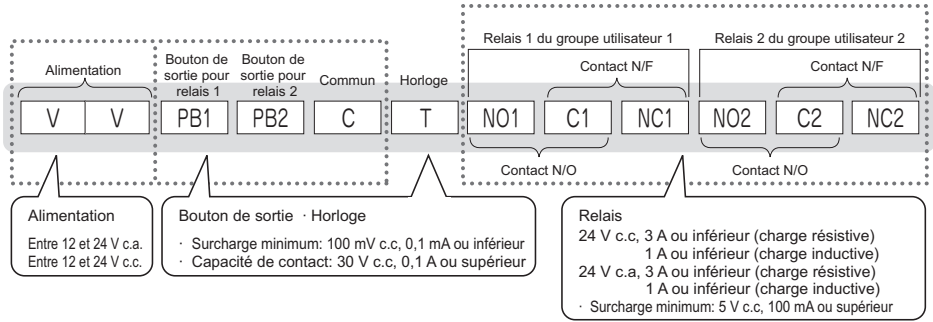 Relais 1 du groupe utilisateur 1
Relais 2 du groupe utilisateur 2
Alimentation
Bouton de
sortie pour
relais 1
Bouton de
sortie pour
relais 2
Commun
Horloge
Contact N/F
Contact N/F
V V PB1 PB2 C T NO1 C1 NC1 NO2 C2 NC2
Contact N/O
Contact N/O
Alimentation
Entre 12 et 24 V c.a.
Entre 12 et 24 V c.c.
Bouton de sortie · Horloge
· Surcharge minimum: 100 mV c.c, 0,1 mA ou inférieur
· Capacité de contact: 30 V c.c, 0,1 A ou supérieur
Relais
24 V c.c, 3 A ou inférieur (charge résistive)
1 A ou inférieur (charge inductive)
24 V c.a, 3 A ou inférieur (charge résistive)
1 A ou inférieur (charge inductive)
· Surcharge minimum: 5 V c.c, 100 mA ou supérieur